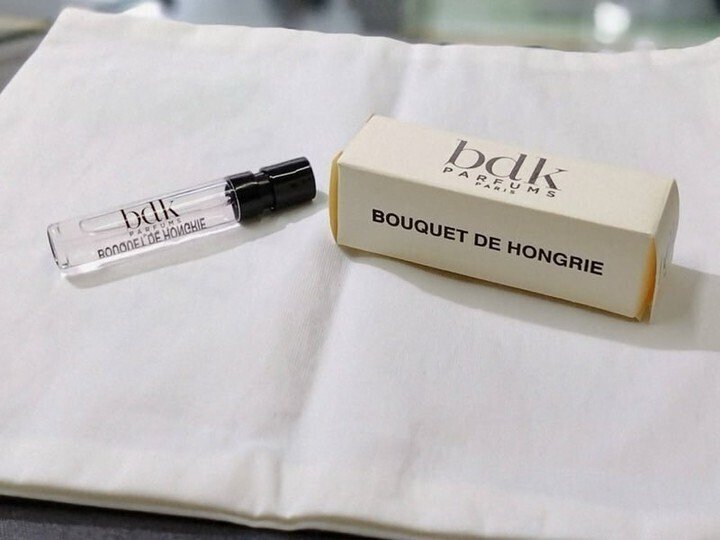 bdk
PARFUMS
BOUQUET DE HONGRIE
bdk
PARFUMS
PARIS
BOUQUET DE HONGRIE